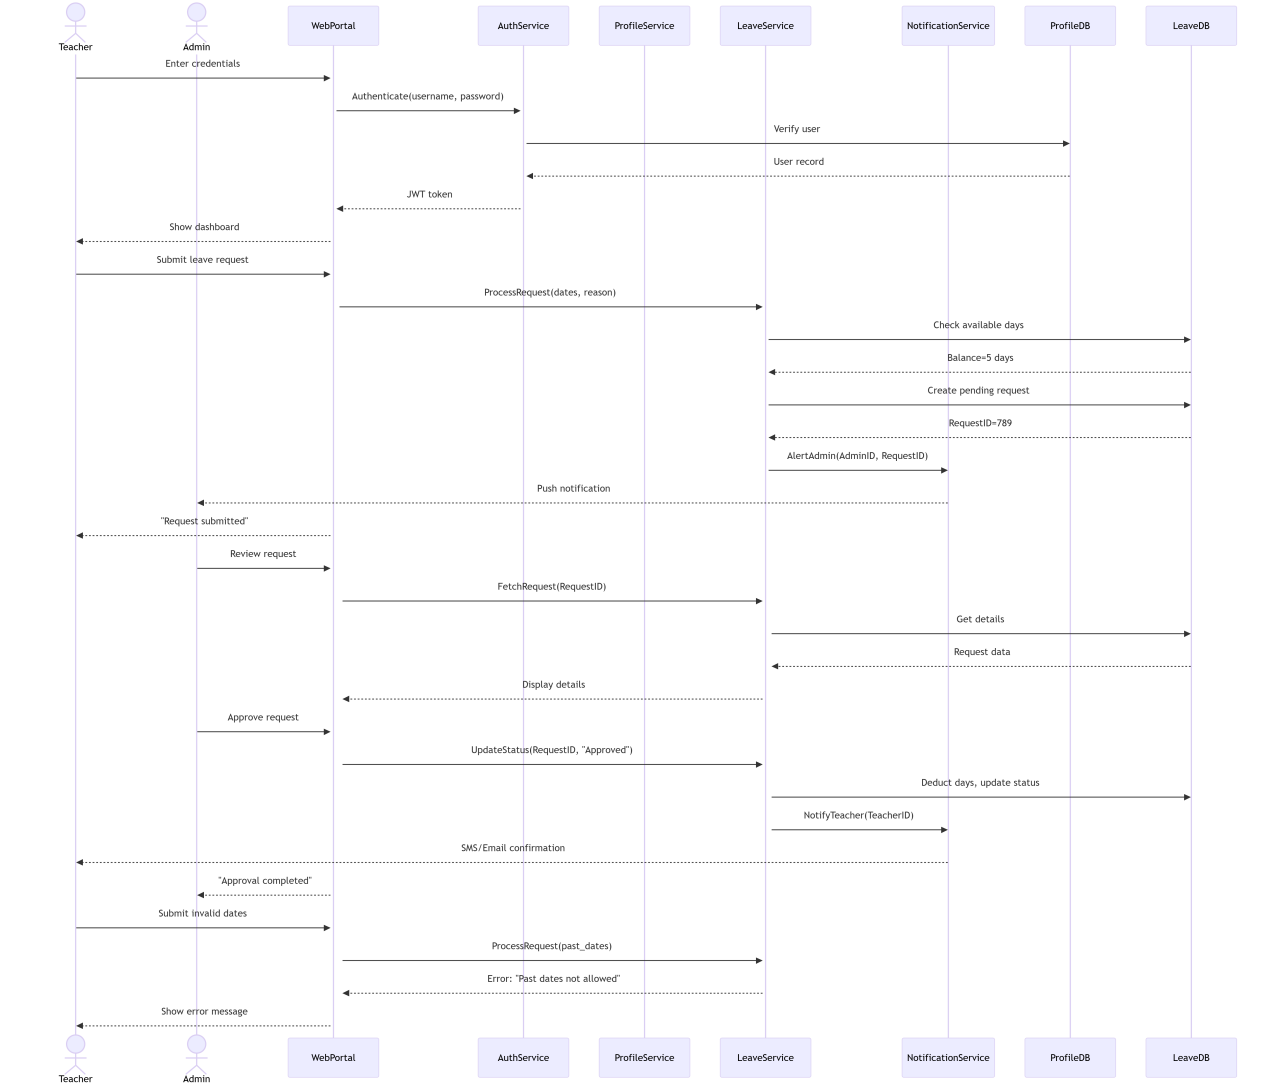 Teacher
Admin
WebPortal
AuthService
ProfileService
LeaveService
NotificationService
ProfileDB
LeaveDB
Enter credentials
Authenticate(username, password)
Verify user
User record
JWT token
Show dashboard
Submit leave request
ProcessRequest(dates, reason)
Check available days
Balance=5 days
Create pending request
RequestID=789
AlertAdmin(AdminID, RequestID)
Push notification
"Request submitted"
Review request
FetchRequest(RequestID)
Get details
Request data
Display details
Approve request
UpdateStatus(RequestID, "Approved")
Deduct days, update status
NotifyTeacher(TeacherID)
SMS/Email confirmation
"Approval completed"
Submit invalid dates
ProcessRequest(past_dates)
Error: "Past dates not allowed"
Show error message
Teacher
Admin
WebPortal
AuthService
ProfileService
LeaveService
NotificationService
ProfileDB
LeaveDB